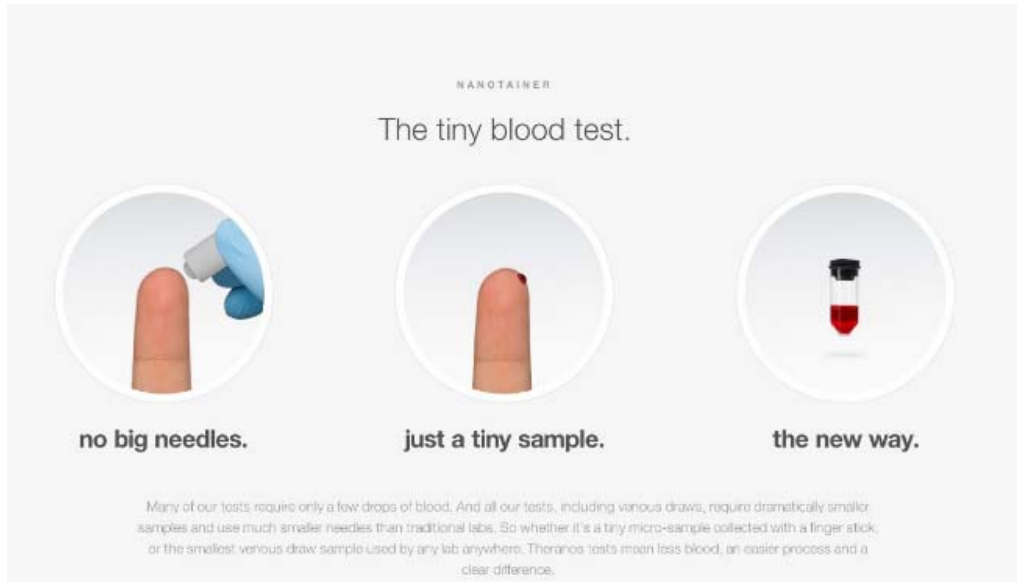 NANOTAINER
The tiny blood test.
no big needles.
just a tiny sample.
the new way.
Many of our tests require only a few drops of blood. And all our tests, including venous draws, require dramatically smaller
samples and use much smaller needles than traditional labs. So whether it's a tiny micro-sample collected with a finger stick,
or the smallest venous draw sample used by any lab anywhere. Theranos tests mean less blood, an easier process and a
clear difference.